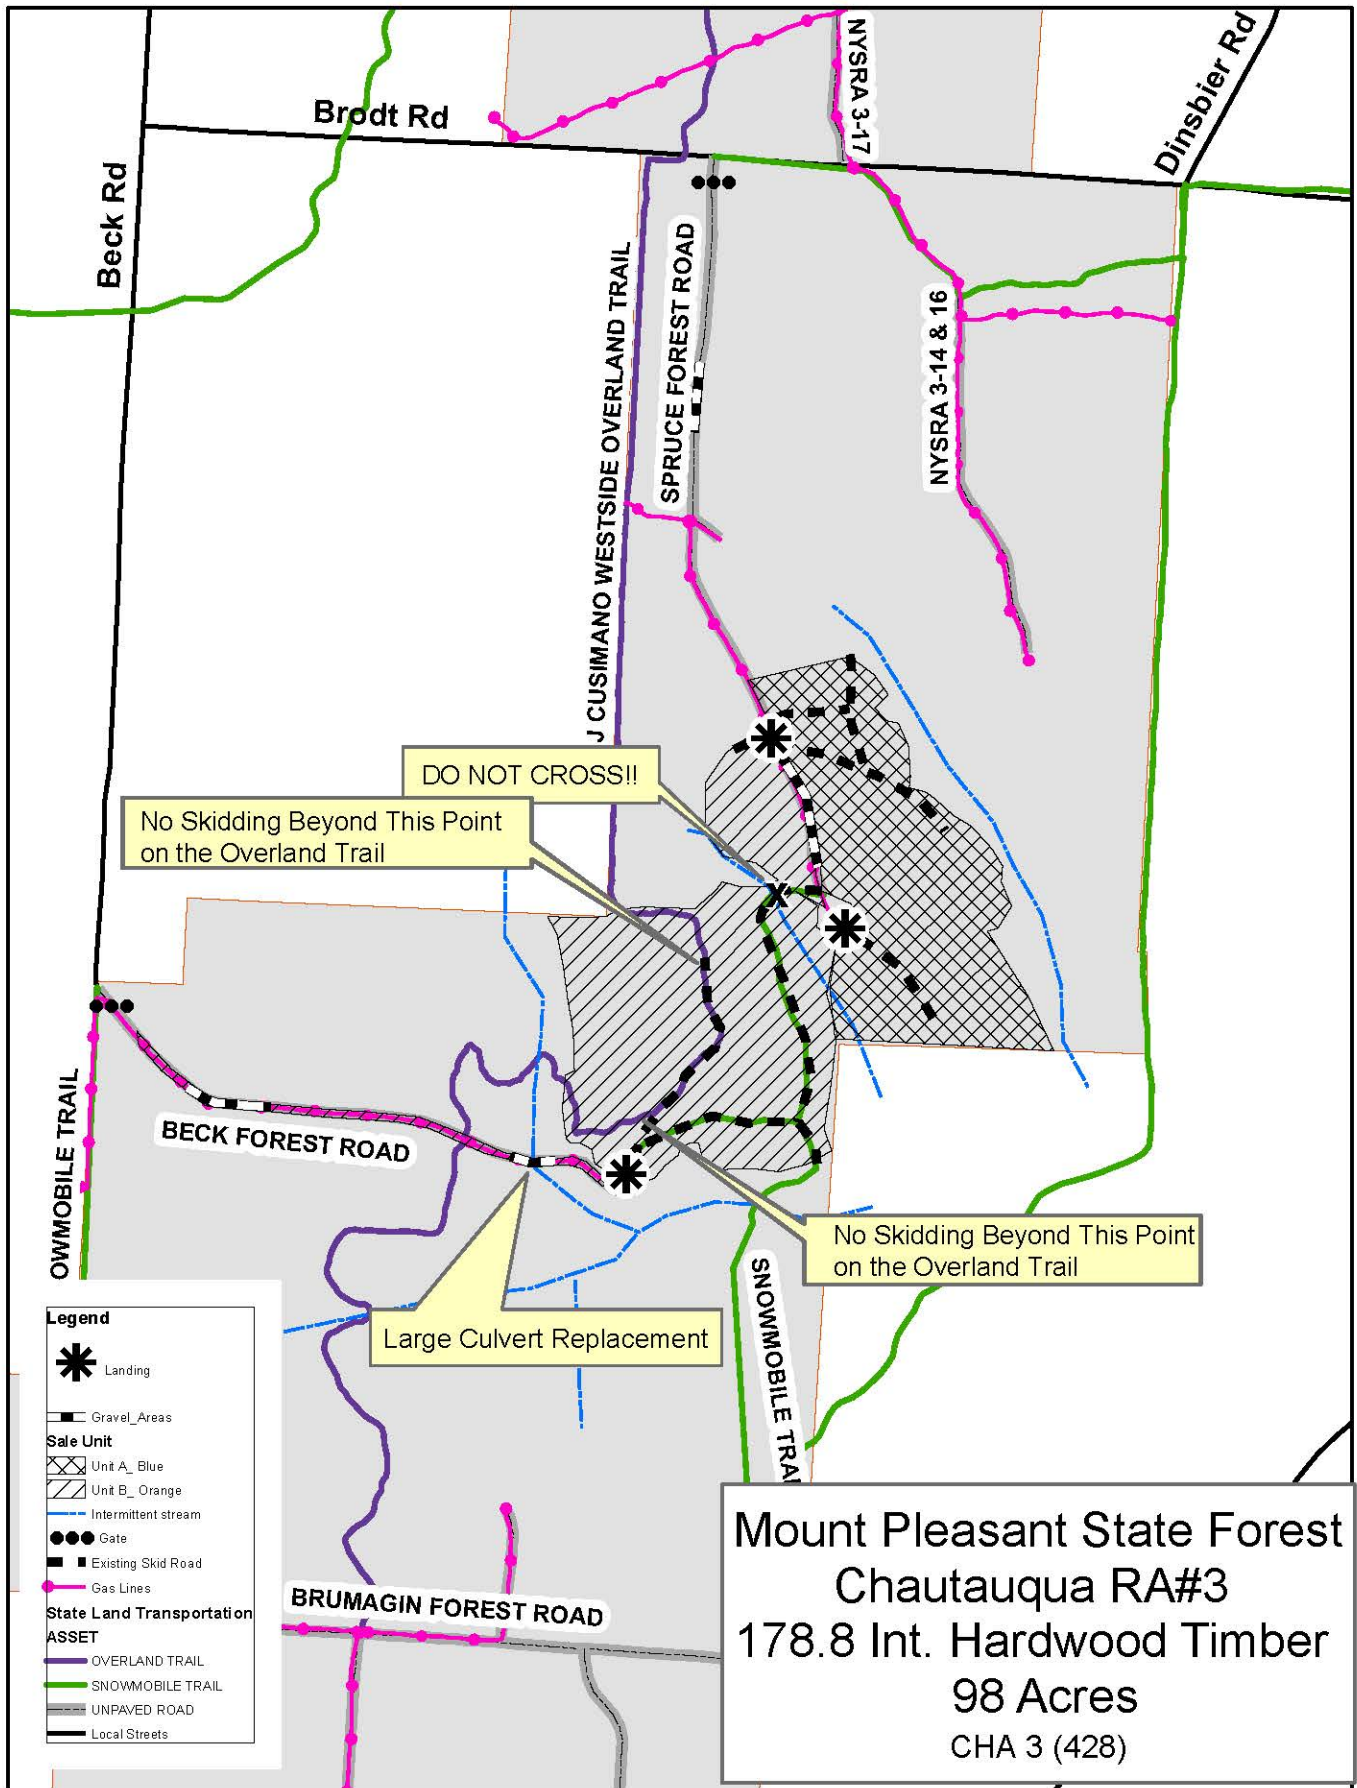 Brodt Rd
Beck Rd
NYSRA 3-17
Dinsbier Rd
J CUSIMANO WESTSIDE OVERLAND TRAIL
SPRUCE FOREST ROAD
NYSRA 3-14 & 16
DO NOT CROSS!!
No Skidding Beyond This Point
on the Overland Trail
X
BECK FOREST ROAD
OWMOBILE TRAIL
No Skidding Beyond This Point
on the Overland Trail
Large Culvert Replacement
SNOWMOBILE TRAI
BRUMAGIN FOREST ROAD
Legend
Landing
Gravel_Areas
Sale Unit
Unit A_ Blue
Unit B_ Orange
Intermittent stream
Gate
Existing Skid Road
Gas Lines
State Land Transportation
ASSET
OVERLAND TRAIL
SNOWMOBILE TRAIL
UNPAVED ROAD
Local Streets
Mount Pleasant State Forest
Chautauqua RA#3
178.8 Int. Hardwood Timber
98 Acres
CHA 3 (428)